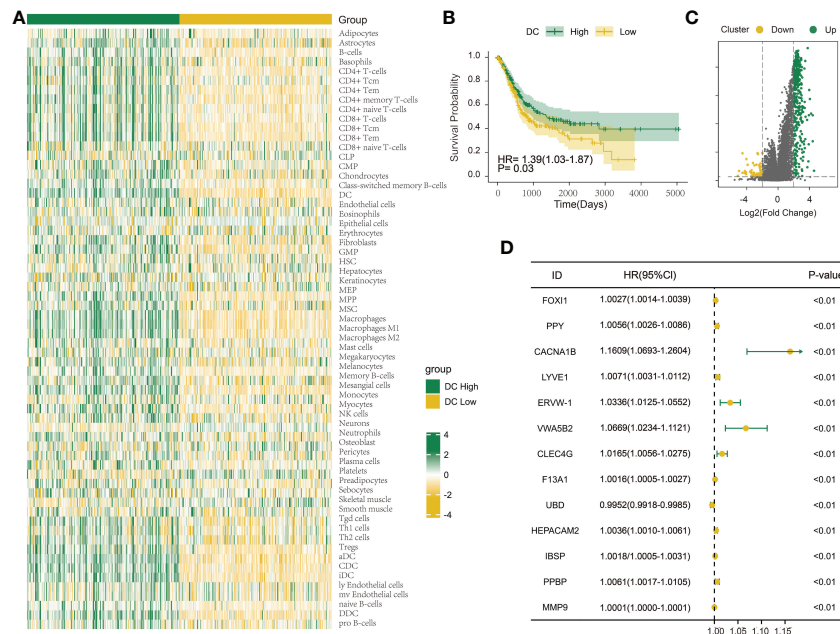 A
Group
Adipocytes
Astrocytes
B-cells
Basophils
CD4+ T-cells
CD4+ Tcm
CD4+ Tem
CD4+ memory T-cells
CD4+ naive T-cells
CD8+ T-cells
CD8+ Tcm
CD8+ Tem
CD8+ naive T-cells
CLP
CMP
Chondrocytes
Class-switched memory B-cells
DC
Endothelial cells
Eosinophils
Epithelial cells
Erythrocytes
Fibroblasts
GMP
HSC
Hepatocytes
Keratinocytes
MEP
MPP
MSC
Macrophages
Macrophages M1
Macrophages M2
Mast cells
Megakaryocytes
Melanocytes
Memory B-cells
Mesangial cells
Monocytes
Myocytes
NK cells
Neurons
Neutrophils
Osteoblast
Pericytes
Plasma cells
Platelets
Preadipocytes
Sebocytes
Skeletal muscle
Smooth muscle
Tgd cells
Th1 cells
Th2 cells
Tregs
aDC
CDC
iDC
ly Endothelial cells
mv Endothelial cells
naive B-cells
DDC
pro B-cells
group
DC High
DC Low
4
2
0
-2
-4
B
DC High Low
Survival Probability
1.0
0.8
0.6
0.4
0.2
0.0
HR= 1.39(1.03-1.87)
P= 0.03
0 1000 2000 3000 4000 5000
Time(Days)
C
Cluster Down Up
-4 0 4
Log2(Fold Change)
D
ID HR(95%CI) P-value
FOXI1 1.0027(1.0014-1.0039) <0.01
PPY 1.0056(1.0026-1.0086) <0.01
CACNA1B 1.1609(1.0693-1.2604) <0.01
LYVE1 1.0071(1.0031-1.0112) <0.01
ERVW-1 1.0336(1.0125-1.0552) <0.01
VWA5B2 1.0669(1.0234-1.1121) <0.01
CLEC4G 1.0165(1.0056-1.0275) <0.01
F13A1 1.0016(1.0005-1.0027) <0.01
UBD 0.9952(0.9918-0.9985) <0.01
HEPACAM2 1.0036(1.0010-1.0061) <0.01
IBSP 1.0018(1.0005-1.0031) <0.01
PPBP 1.0061(1.0017-1.0105) <0.01
MMP9 1.0001(1.0000-1.0001) <0.01
1.00 1.05 1.10 1.15